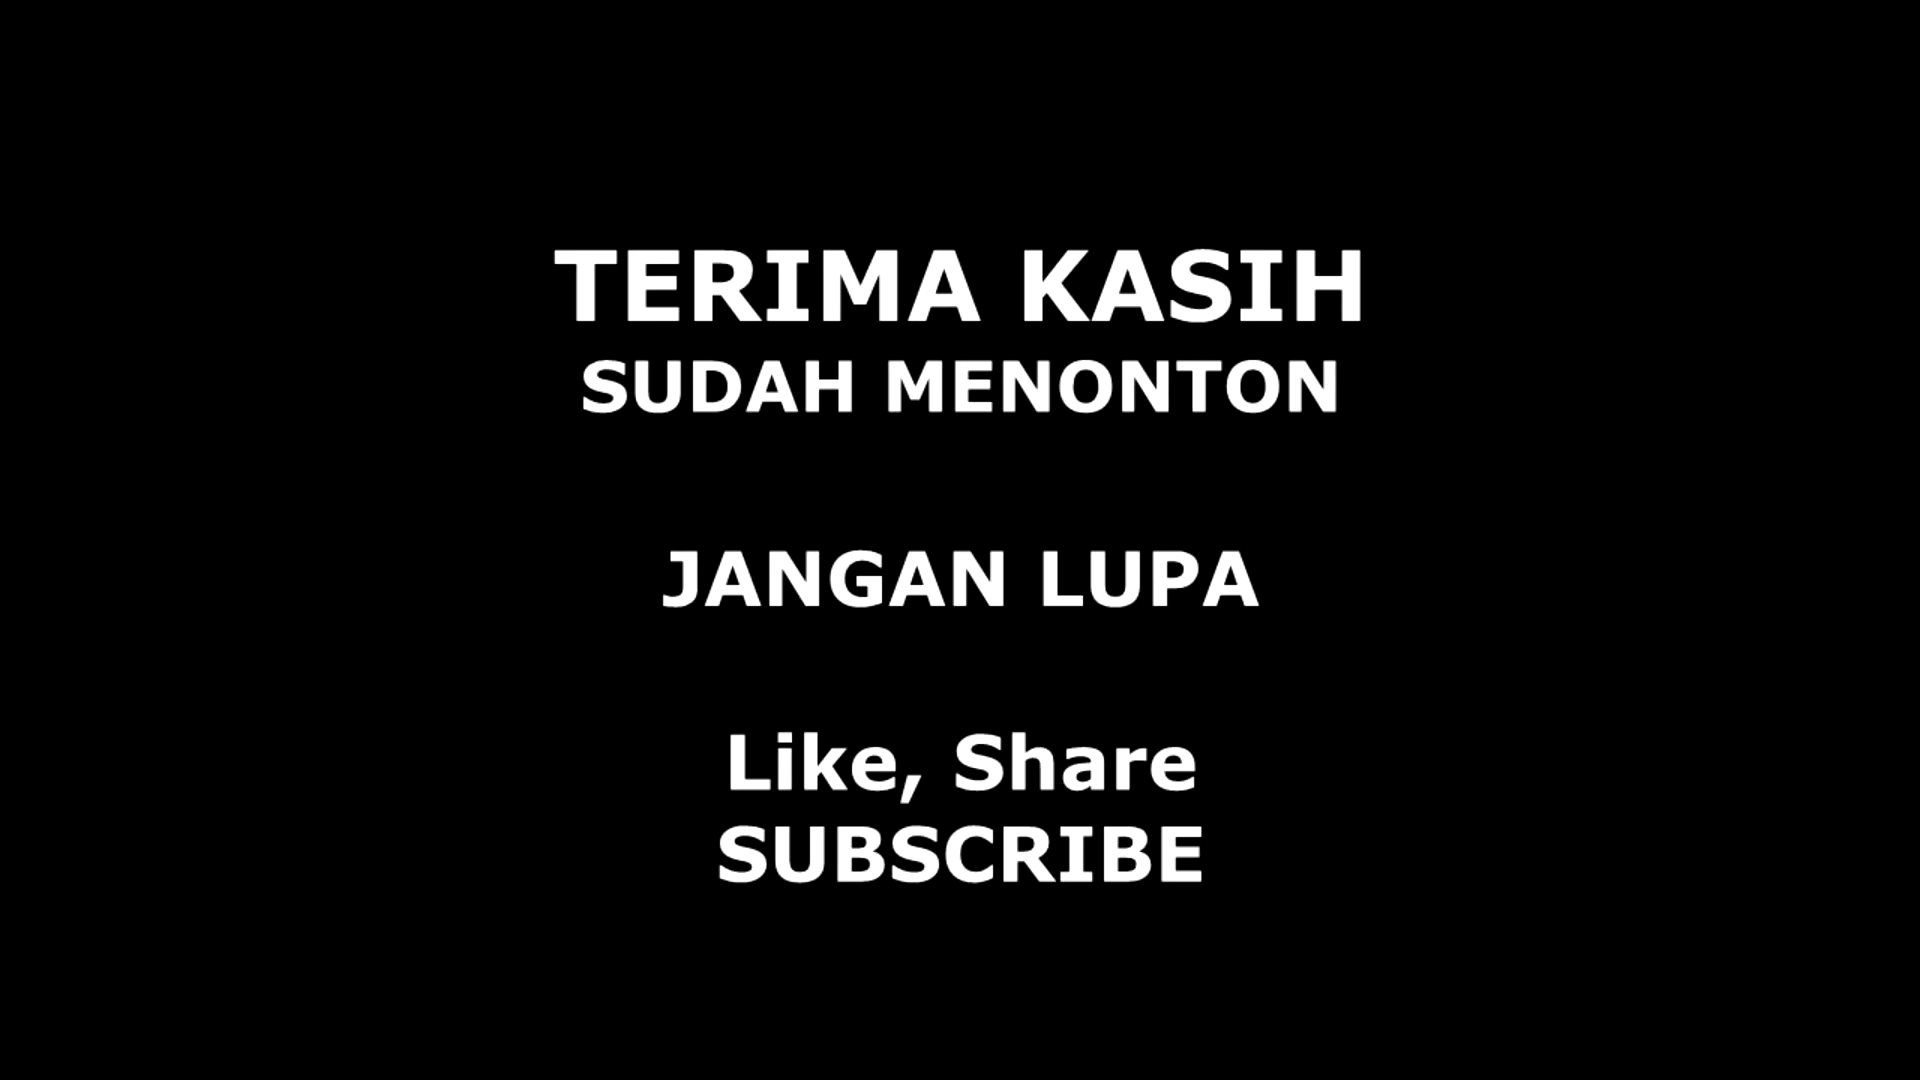 TERIMA KASIH
SUDAH MENONTON
JANGAN LUPA
Like, Share
SUBSCRIBE